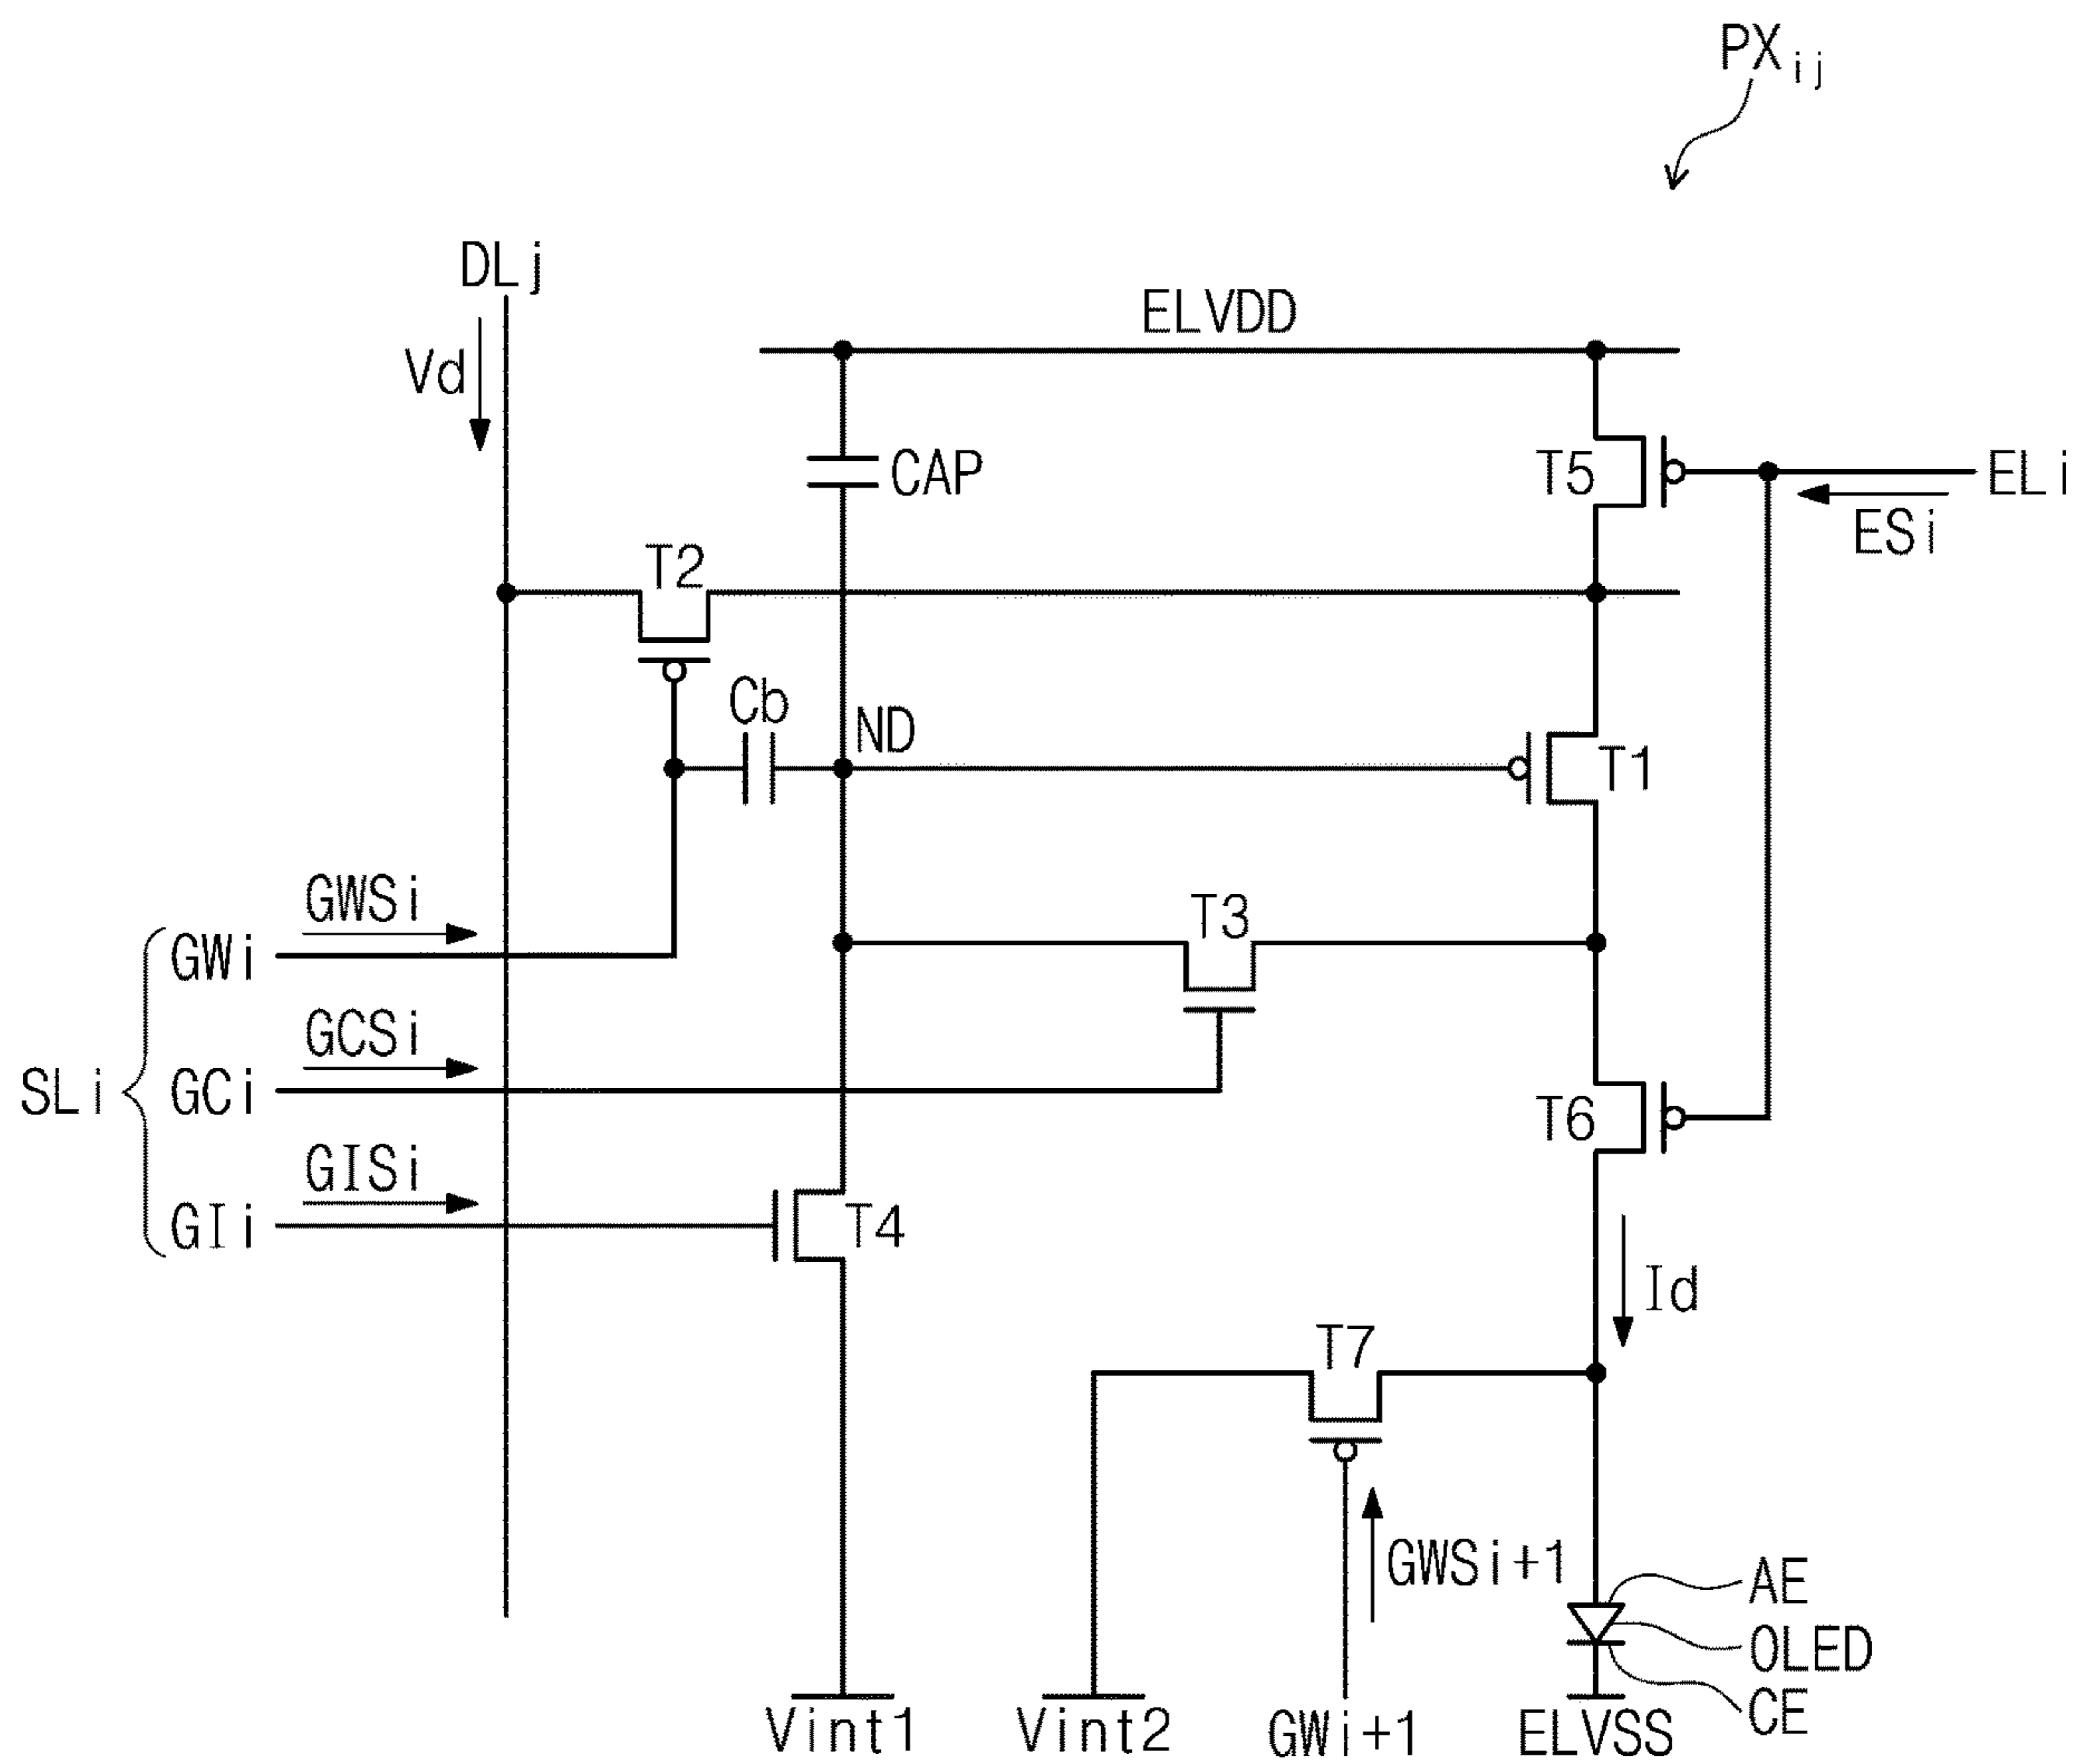 PXij
DLj
ELVDD
Vd
CAP
T5
ELi
ESi
T2
Cb
ND
T1
GWSi
T3
GWi
GCSi
SLi
GCi
T6
GISi
GIi
T4
Id
T7
GWSi+1
AE
OLED
CE
Vint1
Vint2
GWi+1
ELVSS